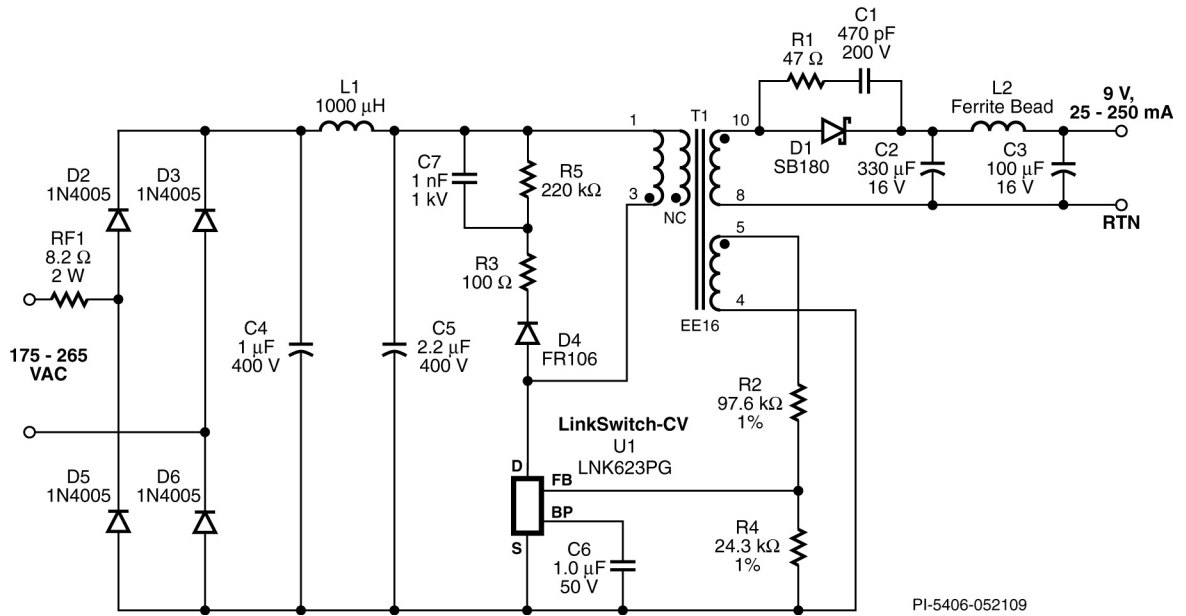 C1
470 pF
200 V
R1
47 Ω
L1
1000 μH
L2
Ferrite Bead
9 V,
25 - 250 mA
T1
1
10
D2
1N4005
D3
1N4005
C7
1 nF
1 kV
R5
220 kΩ
D1
SB180
C2
330 μF
16 V
C3
100 μF
16 V
3
NC
8
RTN
RF1
8.2 Ω
2 W
5
R3
100 Ω
4
EE16
C4
1 μF
400 V
C5
2.2 μF
400 V
D4
FR106
175 - 265
VAC
R2
97.6 kΩ
1%
LinkSwitch-CV
U1
LNK623PG
D
FB
BP
S
D5
1N4005
D6
1N4005
R4
24.3 kΩ
1%
C6
1.0 μF
50 V
PI-5406-052109